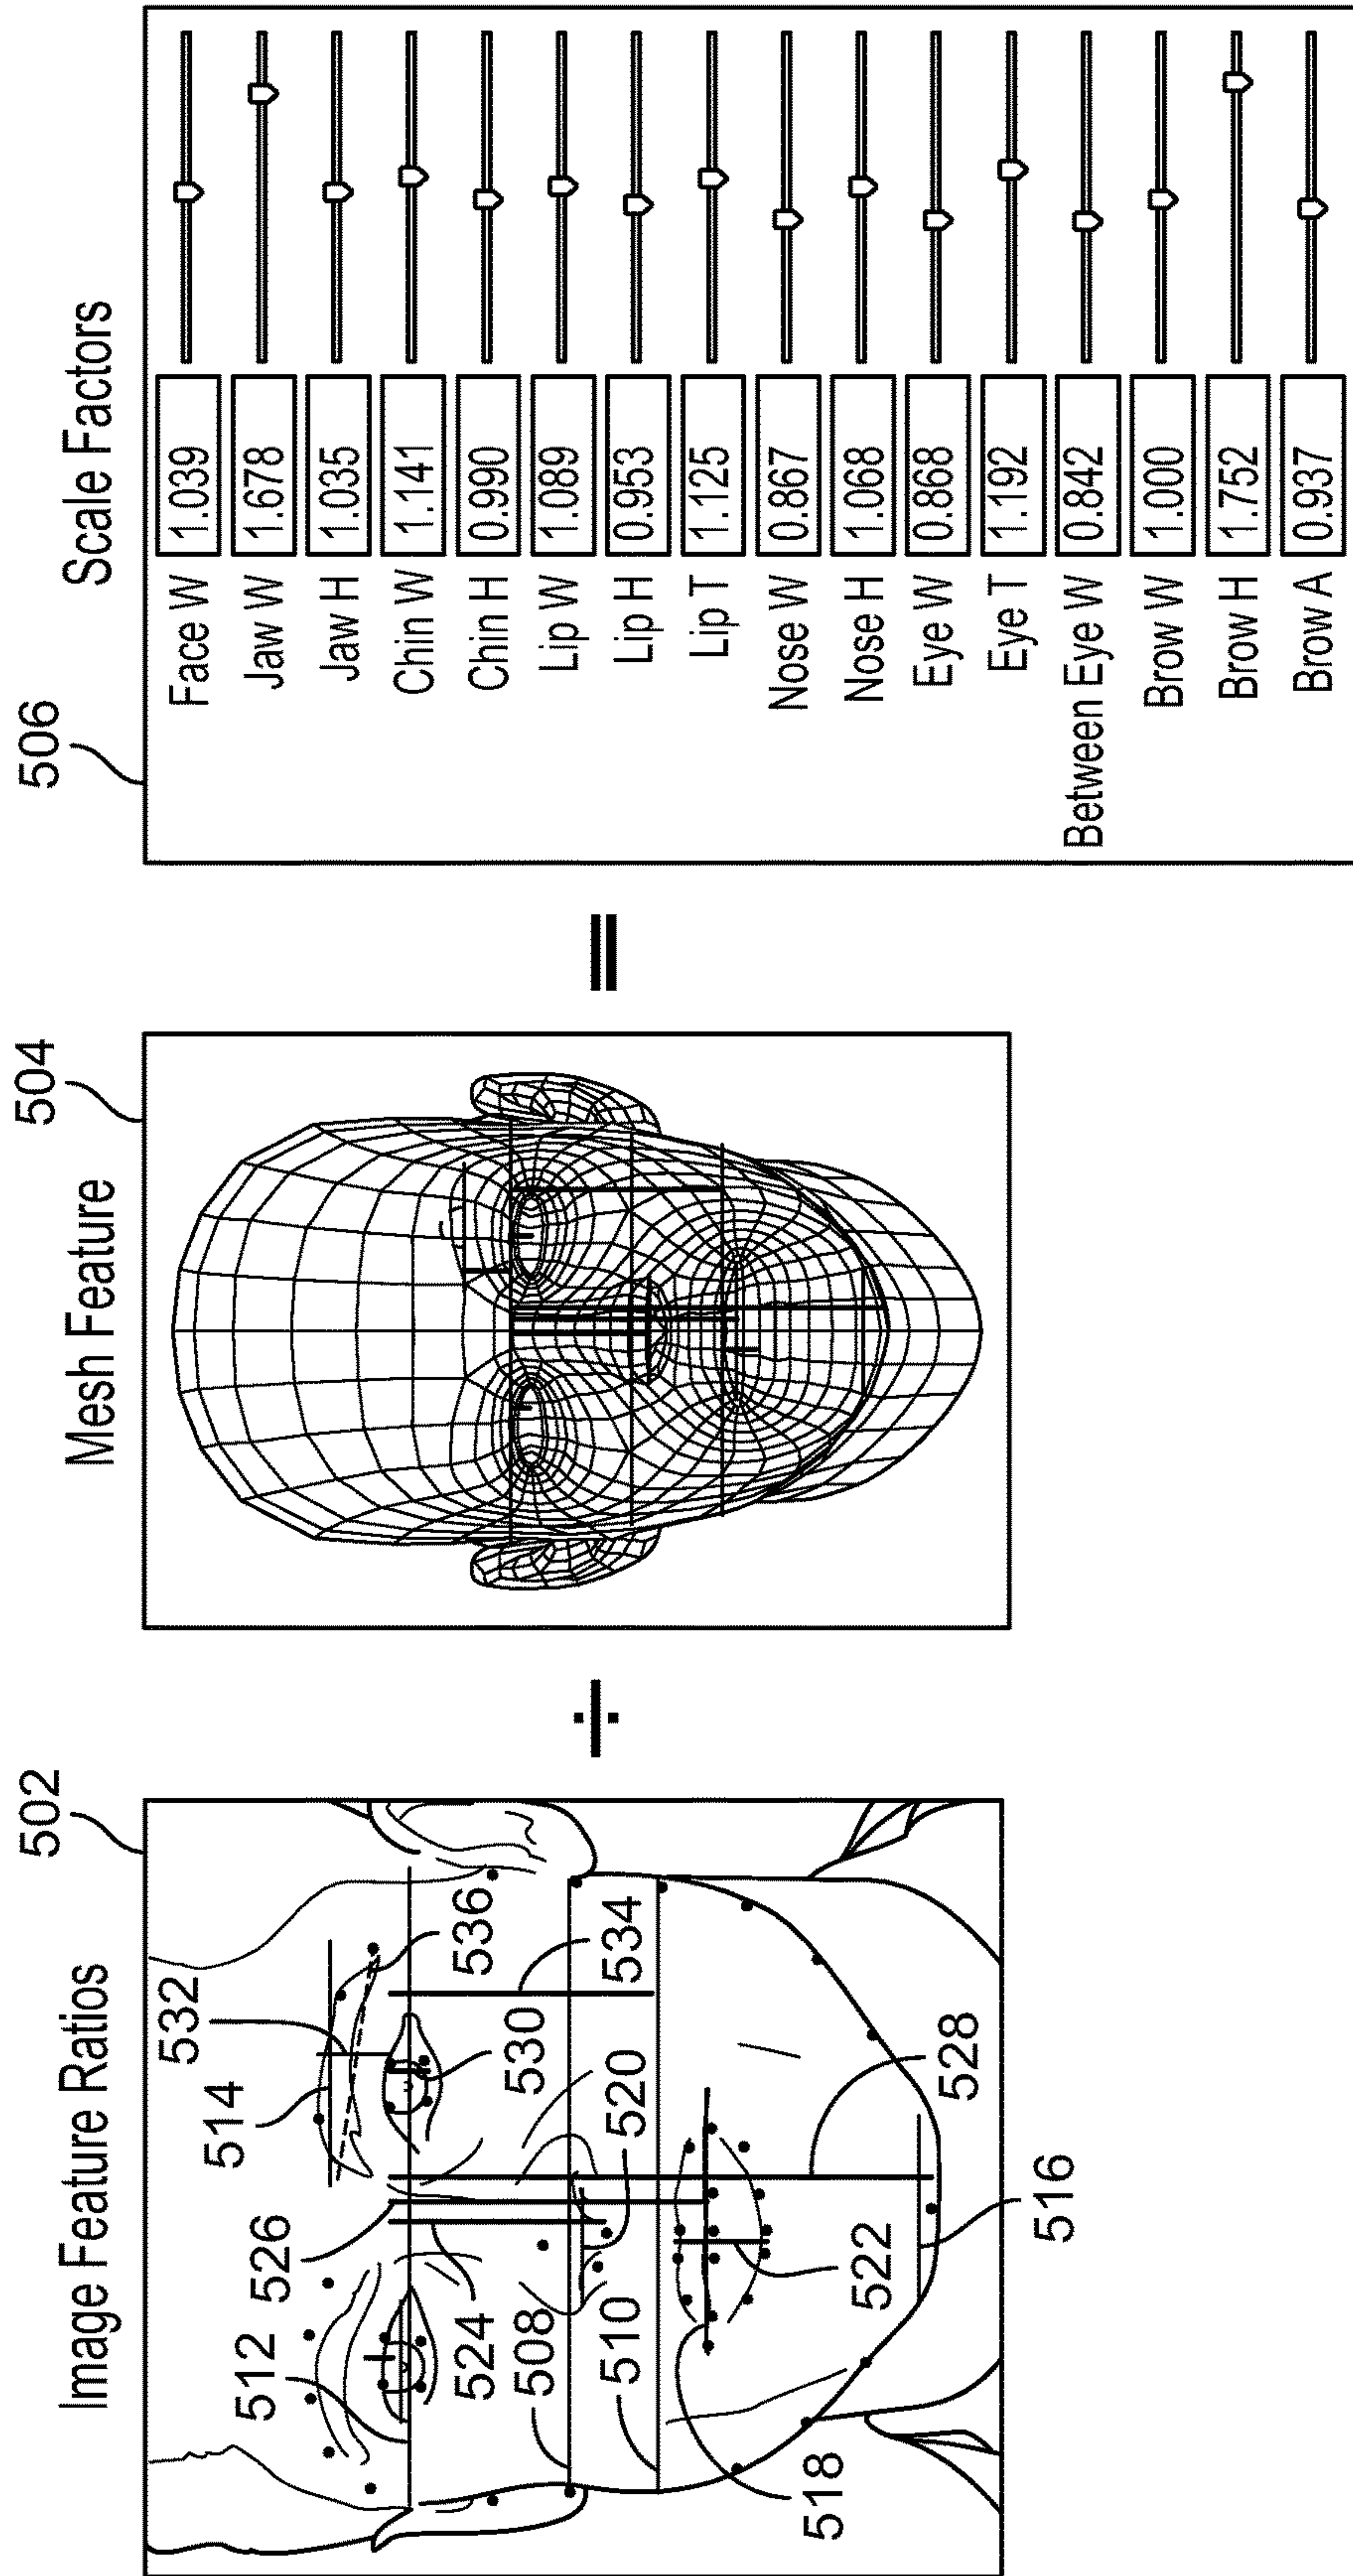 Image Feature Ratios
502
512
514
532
526
536
524
530
508
520
534
510
528
522
518
516
÷
Mesh Feature
504
=
Scale Factors
506
Face W 1.039
Jaw W 1.678
Jaw H 1.035
Chin W 1.141
Chin H 0.990
Lip W 1.089
Lip H 0.953
Lip T 1.125
Nose W 0.867
Nose H 1.068
Eye W 0.868
Eye T 1.192
Between Eye W 0.842
Brow W 1.000
Brow H 1.752
Brow A 0.937